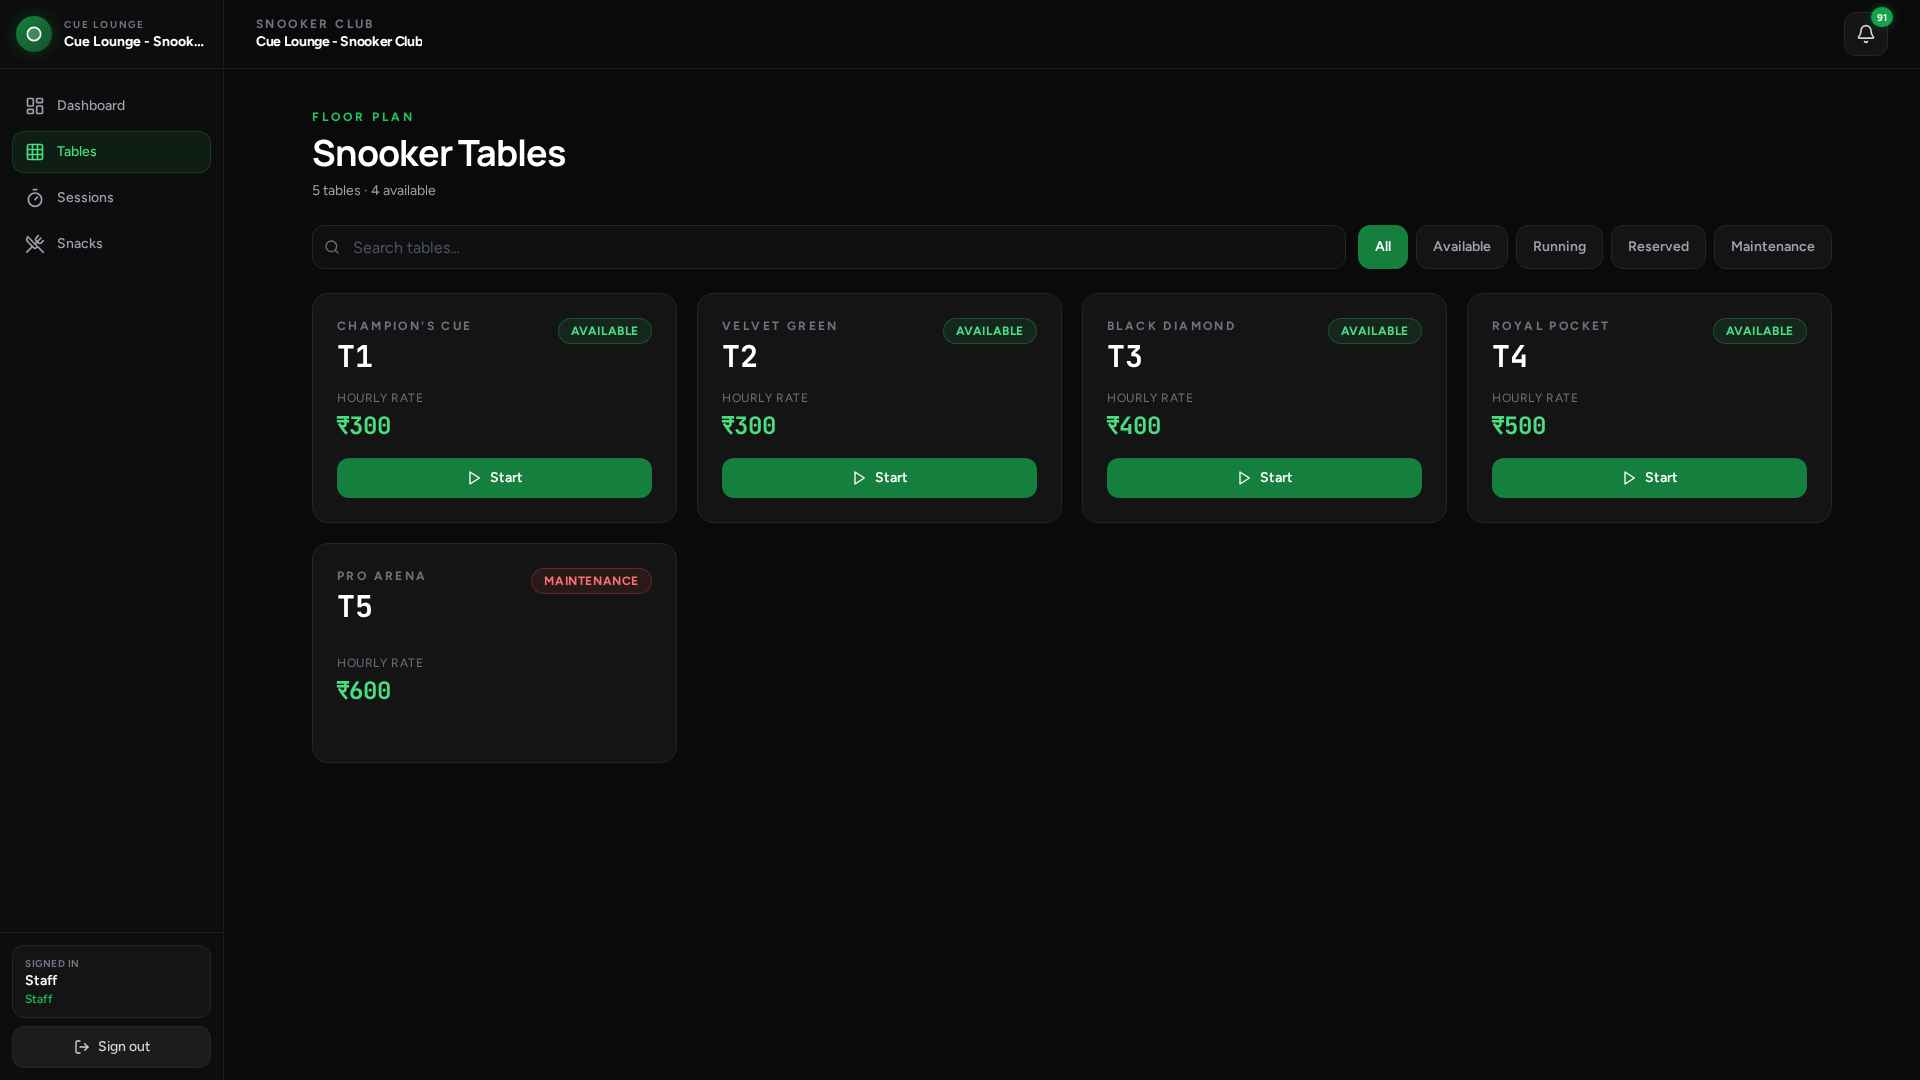 CUE LOUNGE
Cue Lounge - Snook...
SNOOKER CLUB
Cue Lounge - Snooker Club
91
Dashboard
Tables
Sessions
Snacks
FLOOR PLAN
Snooker Tables
5 tables · 4 available
Search tables...
All
Available
Running
Reserved
Maintenance
CHAMPION'S CUE
AVAILABLE
T1
HOURLY RATE
₹300
Start
VELVET GREEN
AVAILABLE
T2
HOURLY RATE
₹300
Start
BLACK DIAMOND
AVAILABLE
T3
HOURLY RATE
₹400
Start
ROYAL POCKET
AVAILABLE
T4
HOURLY RATE
₹500
Start
PRO ARENA
MAINTENANCE
T5
HOURLY RATE
₹600
SIGNED IN
Staff
Staff
Sign out